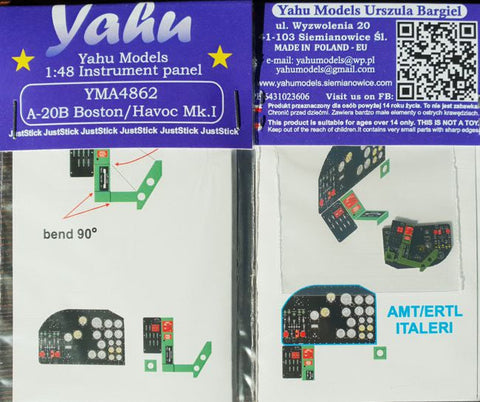 Yahu
Yahu Models
1:48 Instrument panel
YMA4862
A-20B Boston/Havoc Mk.I
JustStick JustStick JustStick JustStick JustStick JustStick
bend 90°
Yahu Models Urszula Bargiel
ul. Wyzwolenia 20
41-103 Siemianowice Śl.
MADE IN POLAND - EU
e-mail: yahumodels@wp.pl
yahumodels@gmail.com
www.yahumodels.siemianowice.com
6431023606 Visit us on FB:
Produkt przeznaczony dla osób powyżej 14 roku życia. To nie jest zabawka
Chronić przed dziećmi. Zawiera bardzo małe elementy o ostrych krawędziach
This product is suitable for ages over 14 only. THIS IS NOT A TOY.
Keep out of the reach of children. It contains very small parts with sharp edges
AMT/ERTL
ITALERI